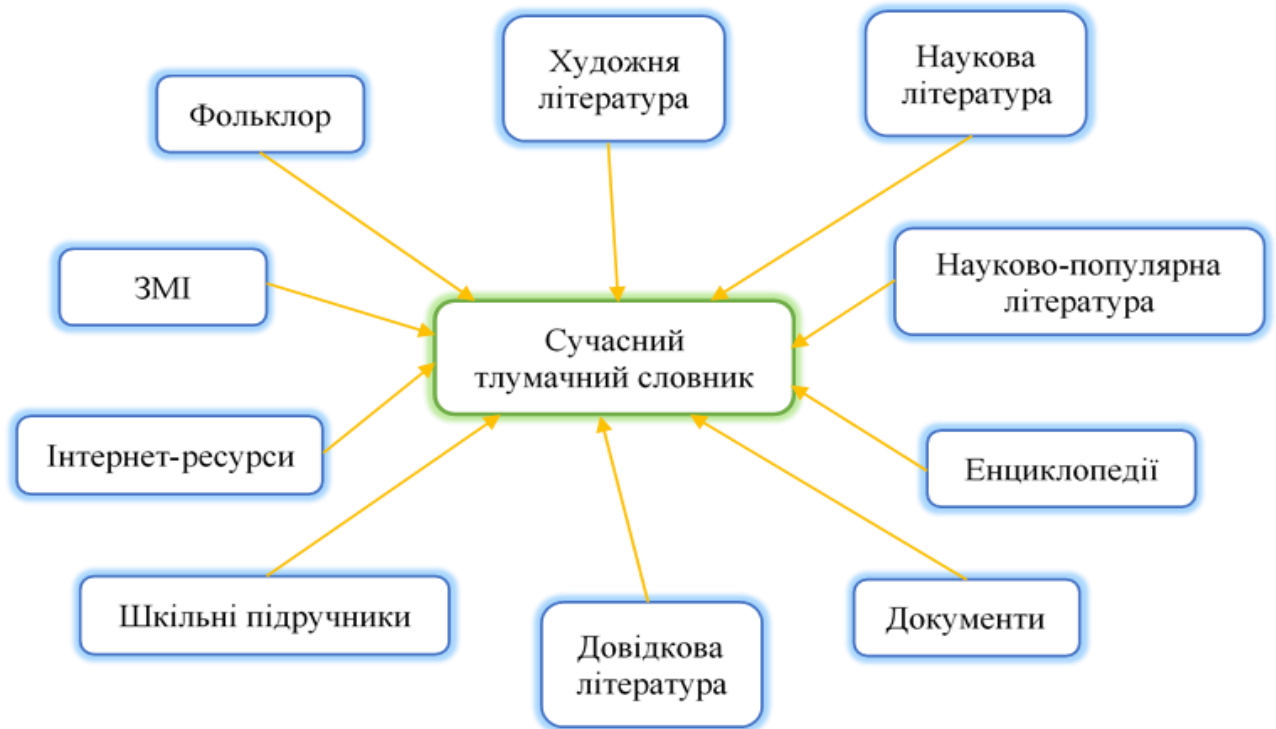 Фольклор
Художня
література
Наукова
література
ЗМІ
Науково-популярна
література
Сучасний
тлумачний словник
Інтернет-ресурси
Енциклопедії
Шкільні підручники
Довідкова
література
Документи